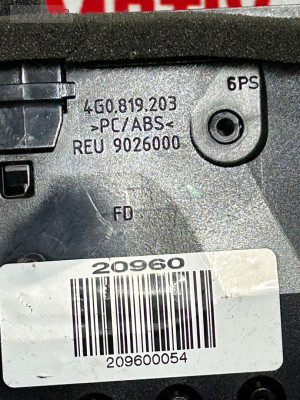 4G0.819.203
>PC/ABS<
REU 9026000
6PS
FD
20960
209600054